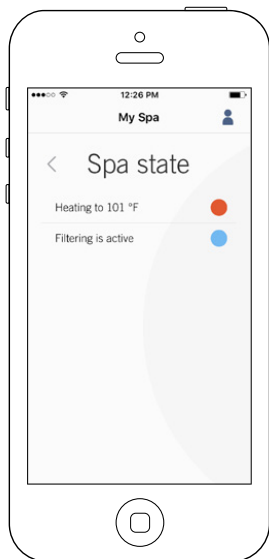 12:26 PM
My Spa
Spa state
Heating to 101 °F
Filtering is active